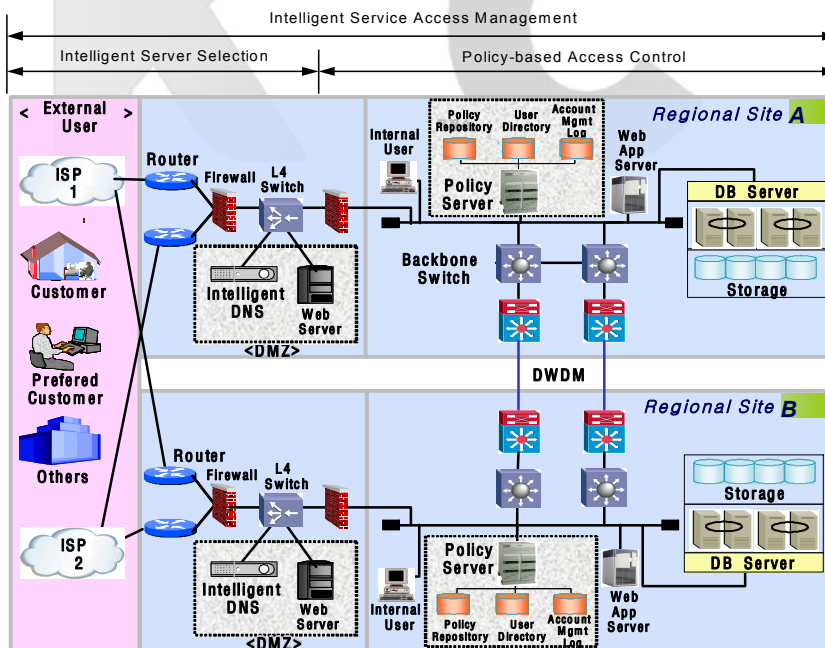 Intelligent Service Access Management
Intelligent Server Selection
Policy-based Access Control
< External >
User
ISP
1
Customer
Prefered
Customer
Others
ISP
2
Router
Firewall
L4
Switch
Intelligent
DNS
Web
Server
<DMZ>
Regional Site A
Internal
User
Policy
Repository
User
Directory
Account
Mgmt
Log
Policy
Server
Web
App
Server
DB Server
Storage
Backbone
Switch
DWDM
Router
Firewall
L4
Switch
Intelligent
DNS
Web
Server
<DMZ>
Regional Site B
Storage
DB Server
Policy
Server
Internal
User
Policy
Repository
User
Directory
Account
Mgmt
Log
Web
App
Server